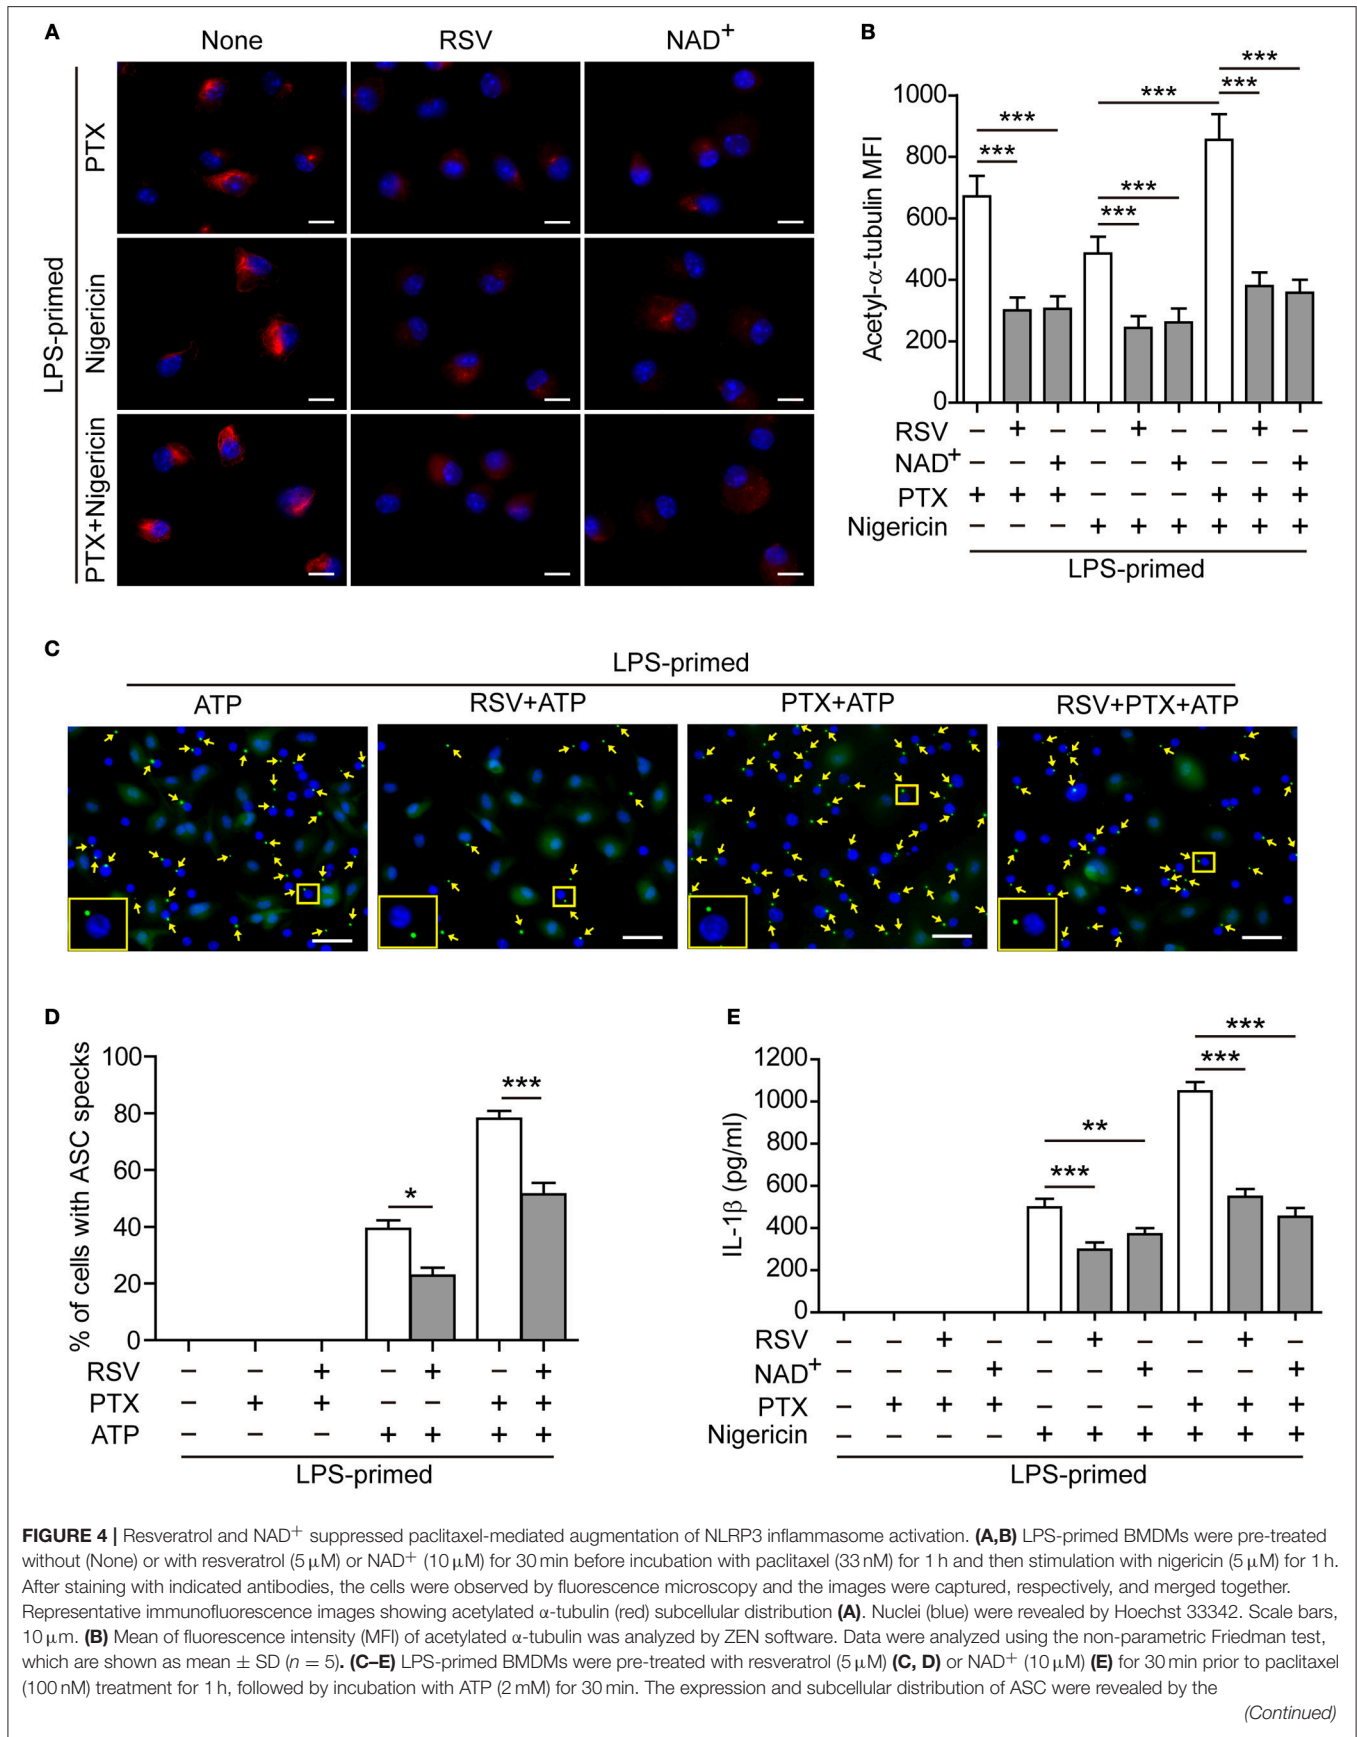 A
None RSV NAD+
LPS-primed
PTX
Nigericin
PTX+Nigericin
B
*** *** *** *** *** *** ***
Acetyl-α-tubulin MFI
1000
800
600
400
200
0
RSV – + – – + – – + –
NAD+ – – + – – + – – +
PTX + + + – – – + + +
Nigericin – – – + + + + + +
LPS-primed
C
LPS-primed
ATP RSV+ATP PTX+ATP RSV+PTX+ATP
D
% of cells with ASC specks
100
80
60
40
20
0
* ***
RSV – – + – + – +
PTX – + + – – + +
ATP – – – + + + +
LPS-primed
E
IL-1β (pg/ml)
1200
1000
800
600
400
200
0
*** ** *** ***
RSV – – + – – + – – + –
NAD+ – – – + – – + – – +
PTX – + + + – – – + + +
Nigericin – – – – + + + + + +
LPS-primed
FIGURE 4 | Resveratrol and NAD+ suppressed paclitaxel-mediated augmentation of NLRP3 inflammasome activation. (A,B) LPS-primed BMDMs were pre-treated
without (None) or with resveratrol (5 μM) or NAD+ (10 μM) for 30 min before incubation with paclitaxel (33 nM) for 1 h and then stimulation with nigericin (5 μM) for 1 h.
After staining with indicated antibodies, the cells were observed by fluorescence microscopy and the images were captured, respectively, and merged together.
Representative immunofluorescence images showing acetylated α-tubulin (red) subcellular distribution (A). Nuclei (blue) were revealed by Hoechst 33342. Scale bars,
10 μm. (B) Mean of fluorescence intensity (MFI) of acetylated α-tubulin was analyzed by ZEN software. Data were analyzed using the non-parametric Friedman test,
which are shown as mean ± SD (n = 5). (C–E) LPS-primed BMDMs were pre-treated with resveratrol (5 μM) (C, D) or NAD+ (10 μM) (E) for 30 min prior to paclitaxel
(100 nM) treatment for 1 h, followed by incubation with ATP (2 mM) for 30 min. The expression and subcellular distribution of ASC were revealed by the
(Continued)